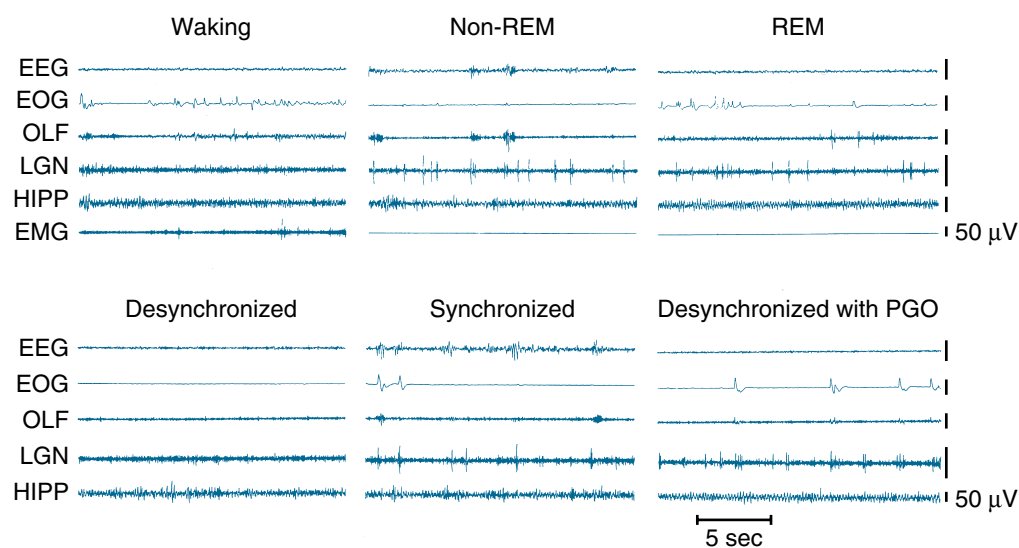 Waking Non-REM REM
EEG
EOG
OLF
LGN
HIPP
EMG
50 μV
Desynchronized Synchronized Desynchronized with PGO
EEG
EOG
OLF
LGN
HIPP
50 μV
5 sec